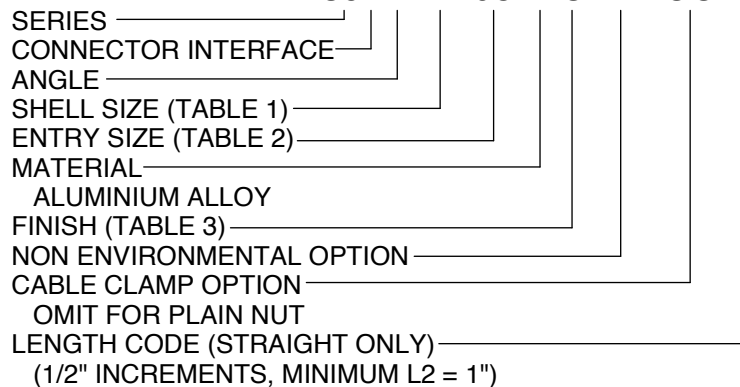 SERIES
CONNECTOR INTERFACE
ANGLE
SHELL SIZE (TABLE 1)
ENTRY SIZE (TABLE 2)
MATERIAL
ALUMINIUM ALLOY
FINISH (TABLE 3)
NON ENVIRONMENTAL OPTION
CABLE CLAMP OPTION
OMIT FOR PLAIN NUT
LENGTH CODE (STRAIGHT ONLY)
(1/2" INCREMENTS, MINIMUM L2 = 1")